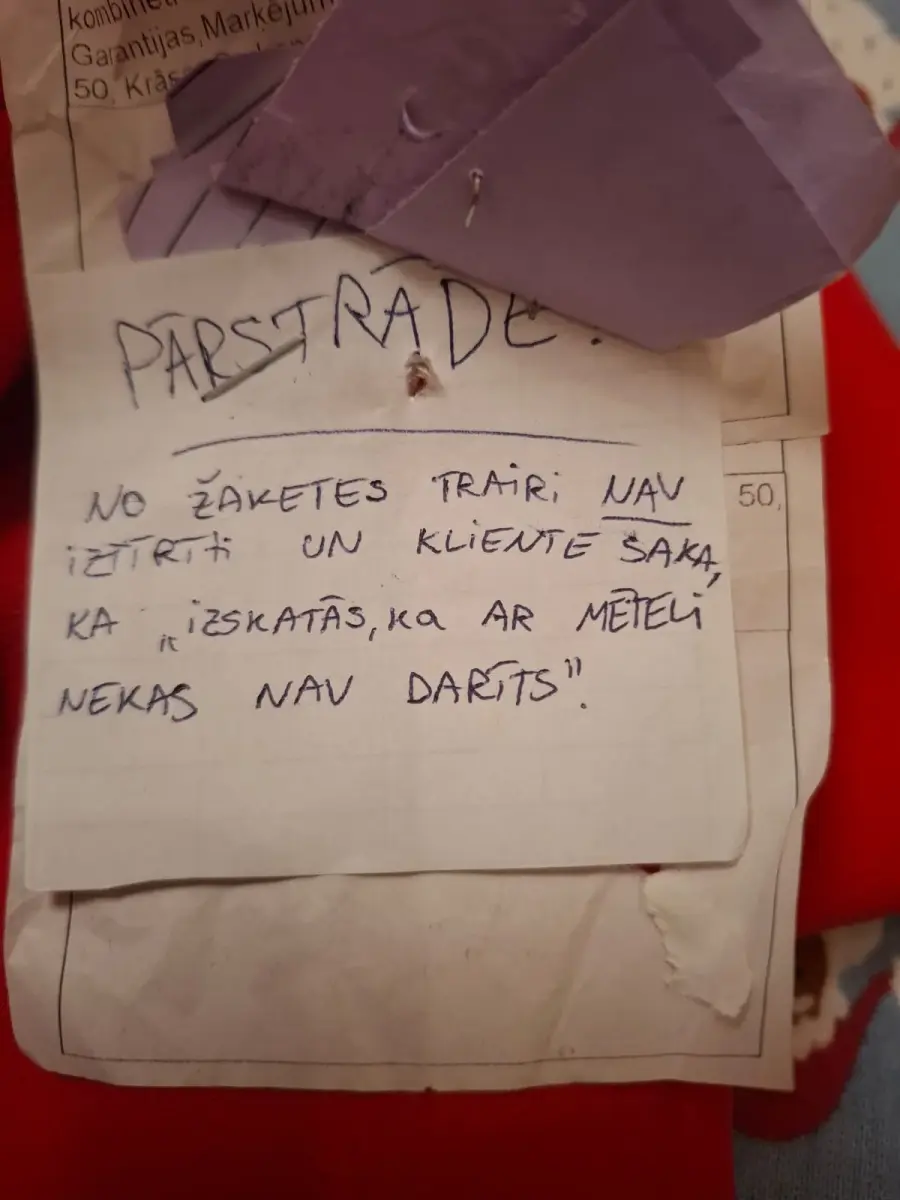 Garantijas, Marķējum
50, Krās
PĀRSTRĀDE!
NO ŽAKETES TRAIPI NAV
50,
iZTĪRĪTi UN KLiENTE SAKA,
KA „iZSKATĀS, Ka AR MĒTELi
NEKAS NAV DARĪTS".